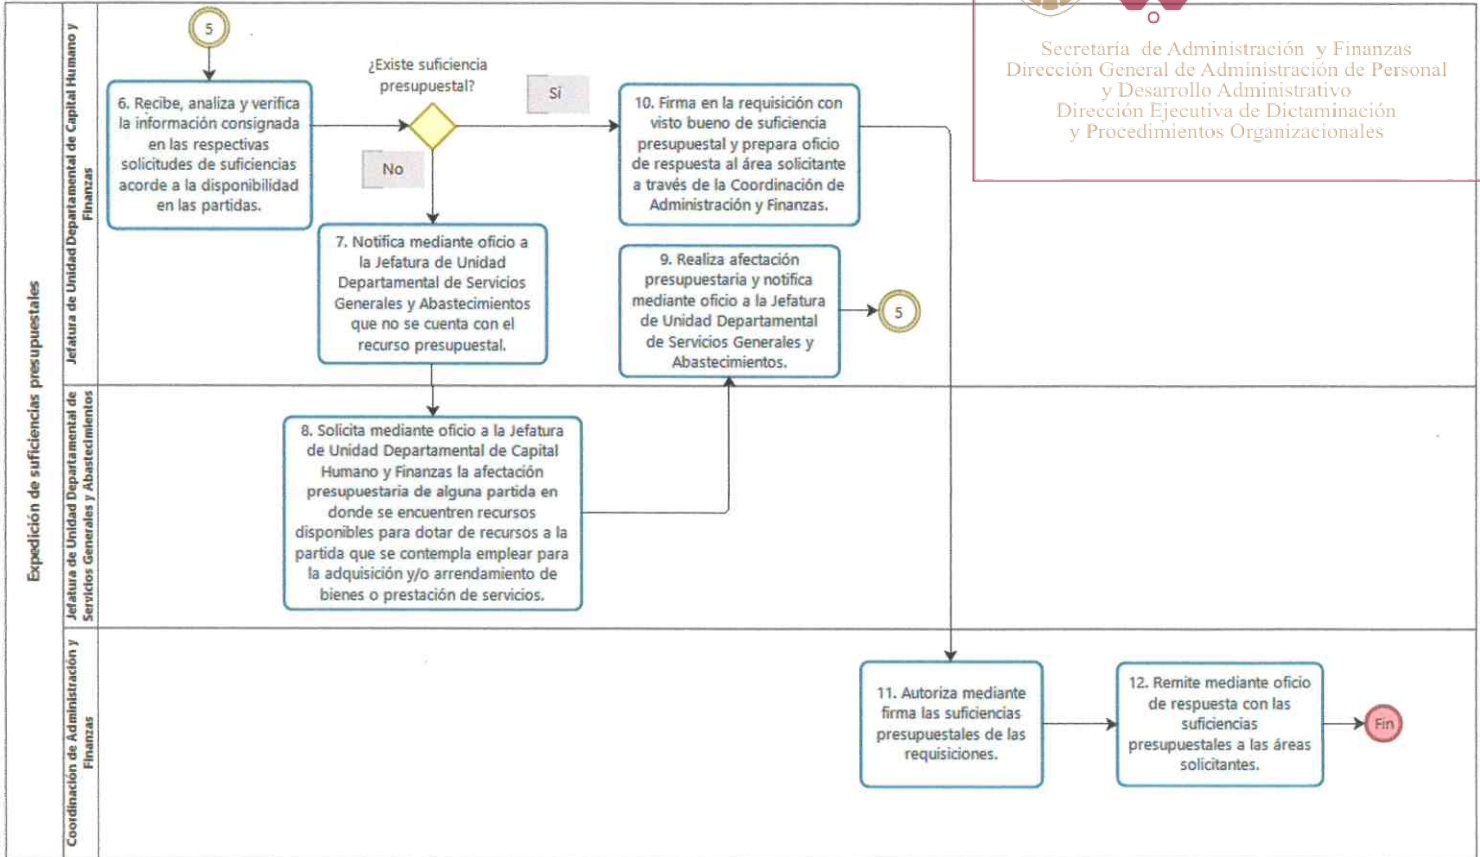 Secretaría de Administración y Finanzas
Dirección General de Administración de Personal
y Desarrollo Administrativo
Dirección Ejecutiva de Dictaminación
y Procedimientos Organizacionales
Expedición de suficiencias presupuestales
Jefatura de Unidad Departamental de Capital Humano y
Finanzas
5
6. Recibe, analiza y verifica
la información consignada
en las respectivas
solicitudes de suficiencias
acorde a la disponibilidad
en las partidas.
¿Existe suficiencia
presupuestal?
Sí
No
10. Firma en la requisición con
visto bueno de suficiencia
presupuestal y prepara oficio
de respuesta al área solicitante
a través de la Coordinación de
Administración y Finanzas.
7. Notifica mediante oficio a
la Jefatura de Unidad
Departamental de Servicios
Generales y Abastecimientos
que no se cuenta con el
recurso presupuestal.
9. Realiza afectación
presupuestaria y notifica
mediante oficio a la Jefatura
de Unidad Departamental
de Servicios Generales y
Abastecimientos.
5
Jefatura de Unidad Departamental de
Servicios Generales y Abastecimientos
8. Solicita mediante oficio a la Jefatura
de Unidad Departamental de Capital
Humano y Finanzas la afectación
presupuestaria de alguna partida en
donde se encuentren recursos
disponibles para dotar de recursos a la
partida que se contempla emplear para
la adquisición y/o arrendamiento de
bienes o prestación de servicios.
Coordinación de Administración y
Finanzas
11. Autoriza mediante
firma las suficiencias
presupuestales de las
requisiciones.
12. Remite mediante oficio
de respuesta con las
suficiencias
presupuestales a las áreas
solicitantes.
Fin